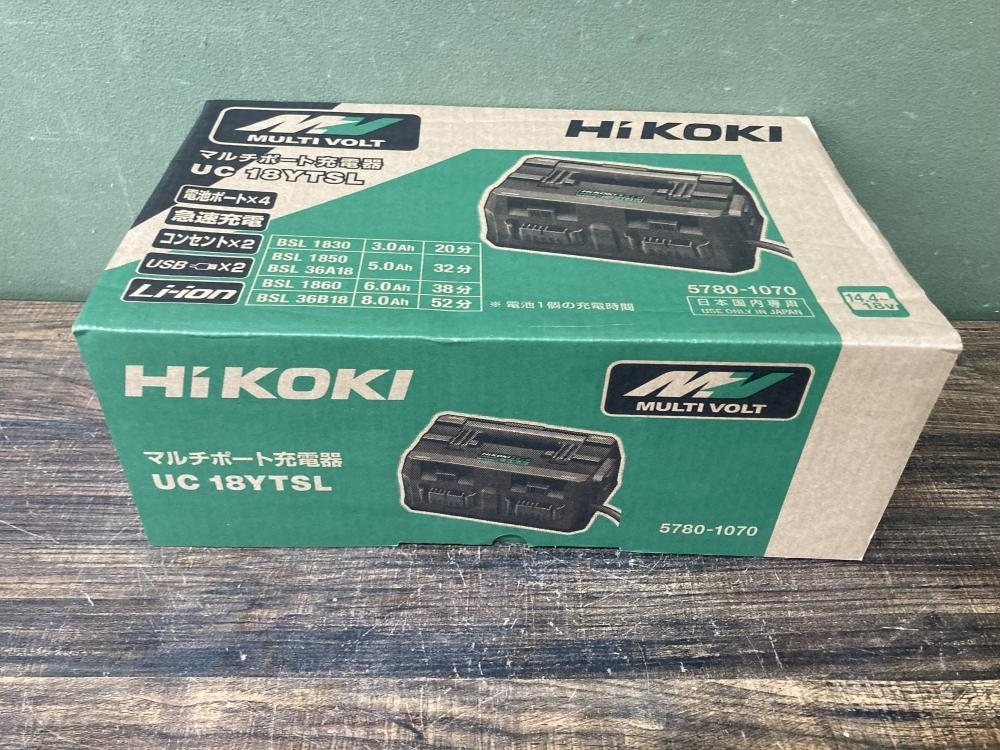 MULTI VOLT
HiKOKI
マルチポート充電器
UC 18YTSL
電池ポート×4
急速充電
コンセント×2
USB ×2
Li-ion
BSL 1830 3.0Ah 20分
BSL 1850
BSL 36A18 5.0Ah 32分
BSL 1860 6.0Ah 38分
BSL 36B18 8.0Ah 52分
※ 電池1個の充電時間
HiKOKI
5780-1070
日本国内専用
USE ONLY IN JAPAN
14.4-18V
HiKOKI
MULTI VOLT
マルチポート充電器
UC 18YTSL
HiKOKI
5780-1070